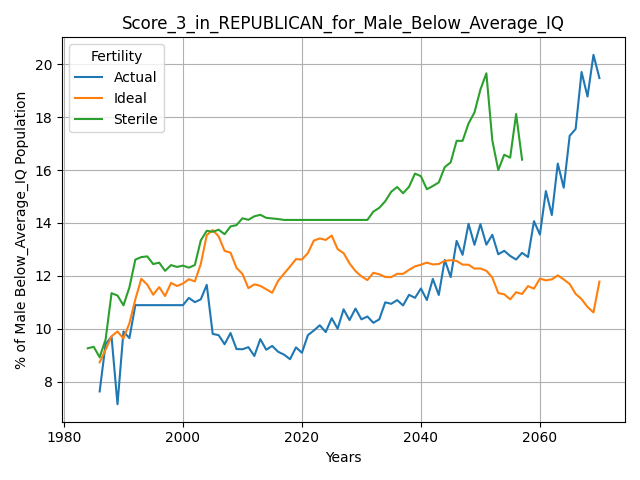 Score_3_in_REPUBLICAN_for_Male_Below_Average_IQ
Fertility
Actual
Ideal
Sterile
% of Male Below_Average_IQ Population
20
18
16
14
12
10
8
1980
2000
2020
2040
2060
Years